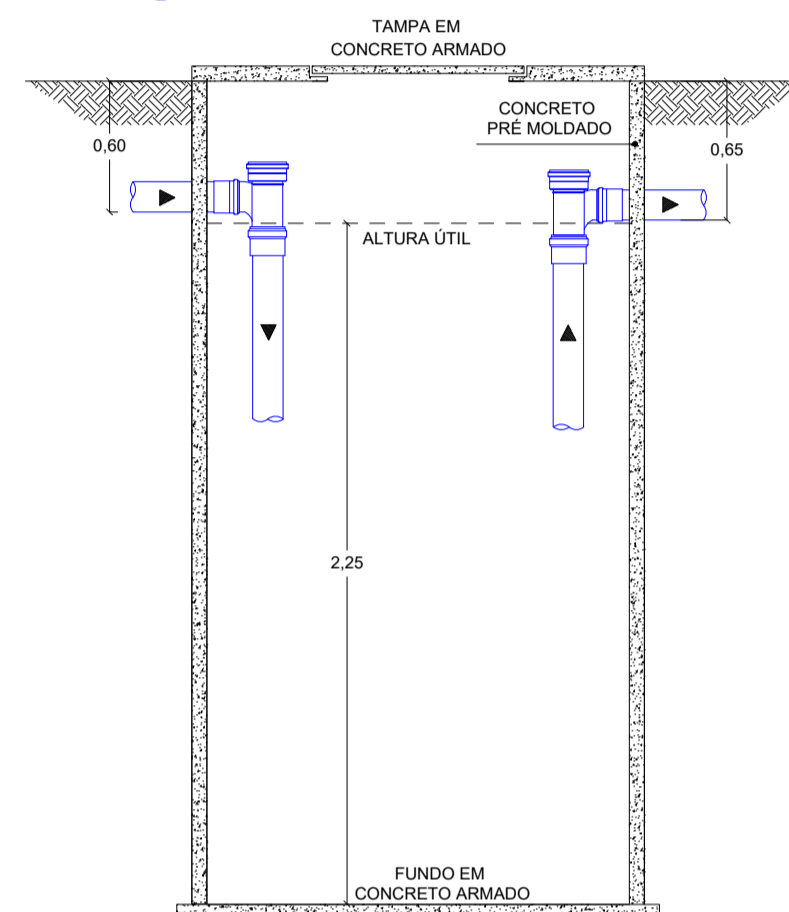 TAMPA EM
CONCRETO ARMADO
CONCRETO
PRÉ MOLDADO
0,60
0,65
ALTURA ÚTIL
2,25
FUNDO EM
CONCRETO ARMADO